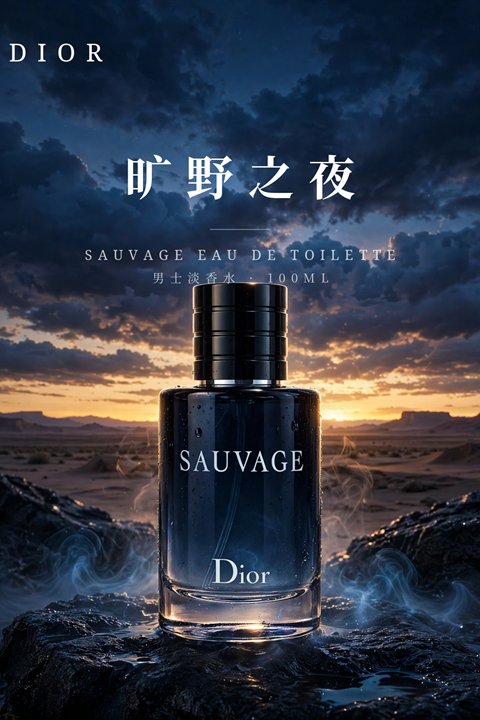 DIOR
旷野之夜
SAUVAGE EAU DE TOILETTE
男士淡香水 · 100ML
SAUVAGE
Dior